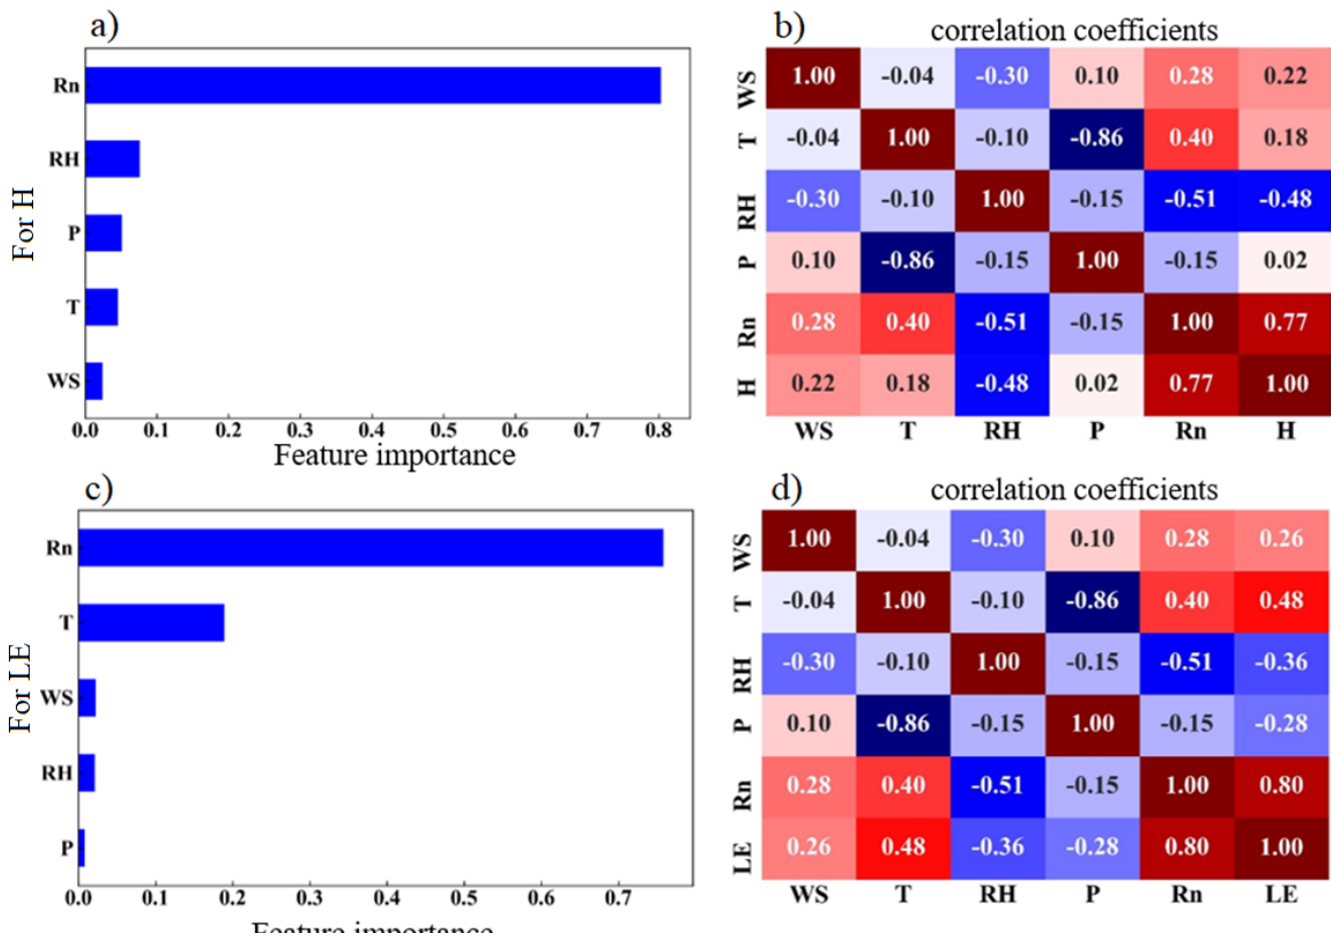 a)
For H
Rn
RH
P
T
WS
0.0 0.1 0.2 0.3 0.4 0.5 0.6 0.7 0.8
Feature importance
b)
correlation coefficients
WS 1.00 -0.04 -0.30 0.10 0.28 0.22
T -0.04 1.00 -0.10 -0.86 0.40 0.18
RH -0.30 -0.10 1.00 -0.15 -0.51 -0.48
P 0.10 -0.86 -0.15 1.00 -0.15 0.02
Rn 0.28 0.40 -0.51 -0.15 1.00 0.77
H 0.22 0.18 -0.48 0.02 0.77 1.00
WS T RH P Rn H
c)
For LE
Rn
T
WS
RH
P
0.0 0.1 0.2 0.3 0.4 0.5 0.6 0.7
Feature importance
d)
correlation coefficients
WS 1.00 -0.04 -0.30 0.10 0.28 0.26
T -0.04 1.00 -0.10 -0.86 0.40 0.48
RH -0.30 -0.10 1.00 -0.15 -0.51 -0.36
P 0.10 -0.86 -0.15 1.00 -0.15 -0.28
Rn 0.28 0.40 -0.51 -0.15 1.00 0.80
LE 0.26 0.48 -0.36 -0.28 0.80 1.00
WS T RH P Rn LE